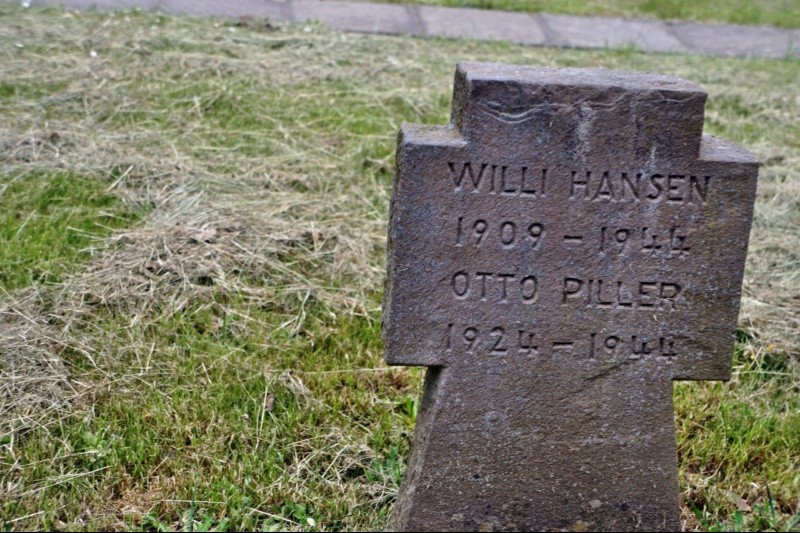 WILLI HANSEN
1909 – 1944
OTTO PILLER
1924 – 1944